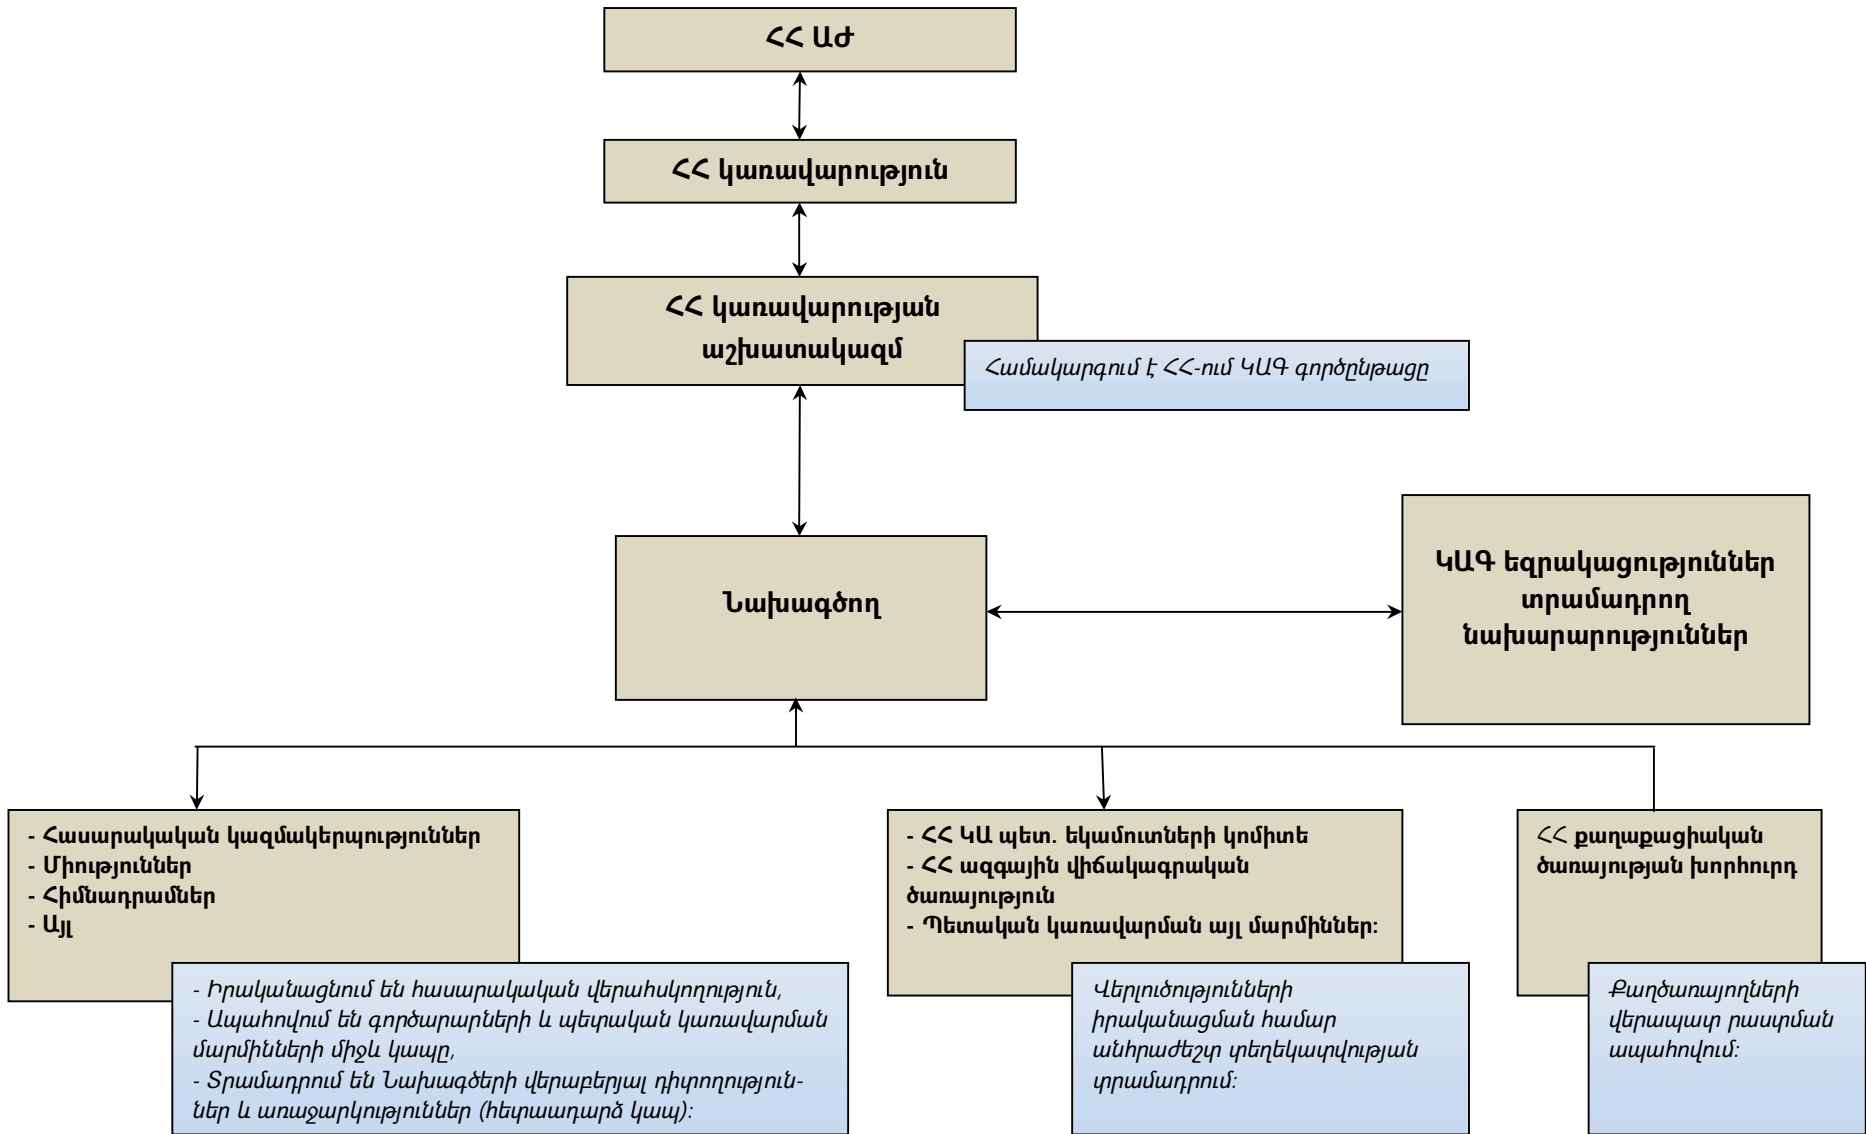 ՀՀ ԱԺ
ՀՀ կառավարություն
ՀՀ կառավարության
աշխատակազմ
Համակարգում է ՀՀ-ում ԿԱԳ գործընթացը
Նախագծող
ԿԱԳ եզրակացություններ
տրամադրող
նախարարություններ
- Հասարակական կազմակերպություններ
- Միություններ
- Հիմնադրամներ
- Այլ
- Իրականացնում են հասարակական վերահսկողություն,
- Ապահովում են գործարարների և պետական կառավարման
մարմինների միջև կապը,
- Տրամադրում են Նախագծերի վերաբերյալ դիտողություն-
ներ և առաջարկություններ (հետաադարձ կապ):
- ՀՀ ԿԱ պետ. եկամուտների կոմիտե
- ՀՀ ազգային վիճակագրական
ծառայություն
- Պետական կառավարման այլ մարմիններ:
Վերլուծությունների
իրականացման համար
անհրաժեշտ տեղեկատվության
տրամադրում:
ՀՀ քաղաքացիական
ծառայության խորհուրդ
Քաղծառայողների
վերապատ րաստման
ապահովում: